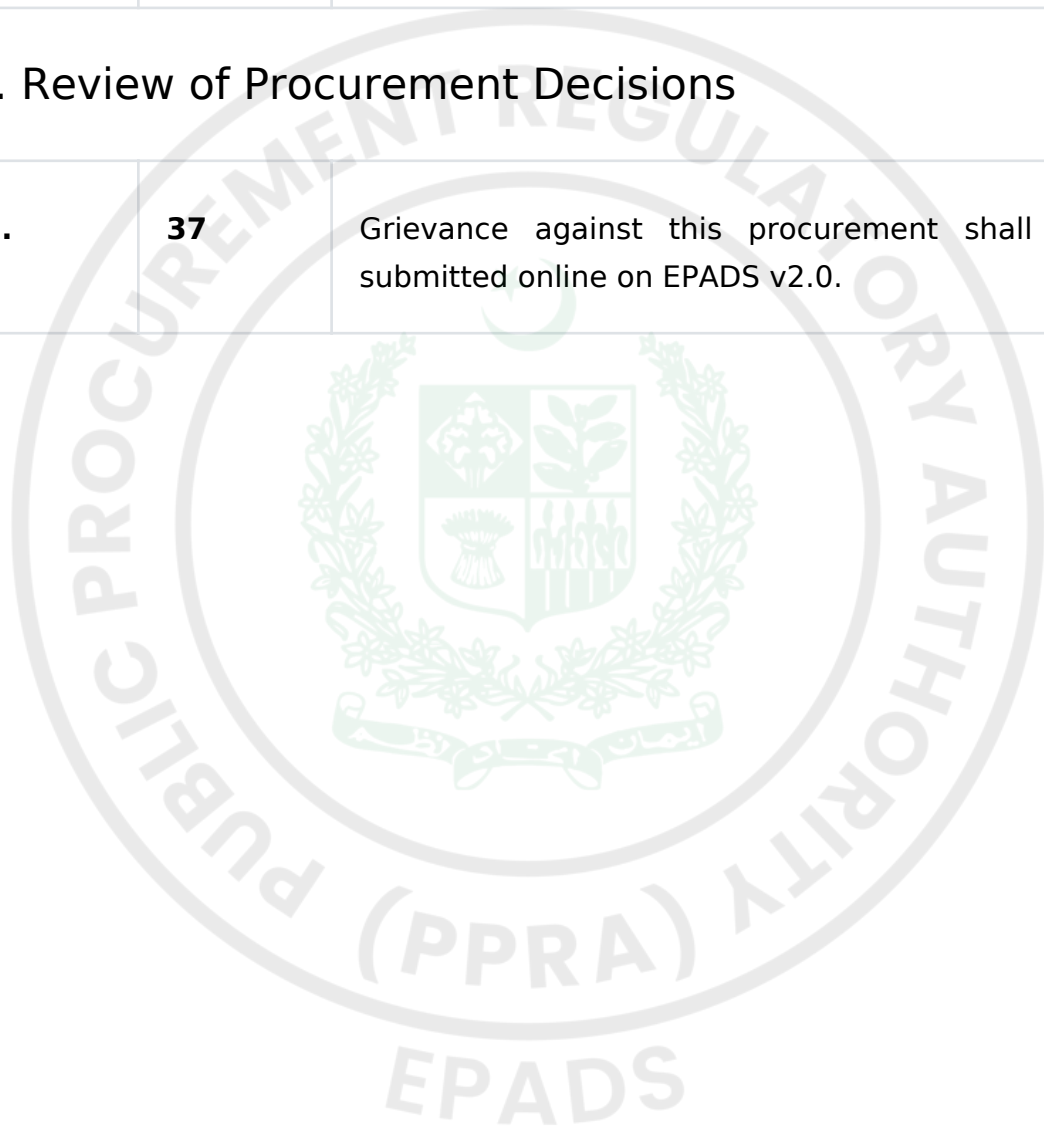 . Review of Procurement Decisions
. 37 Grievance against this procurement shall
submitted online on EPADS v2.0.
PUBLIC PROCUREMENT REGULATORY AUTHORITY
(PPRA)
EPADS